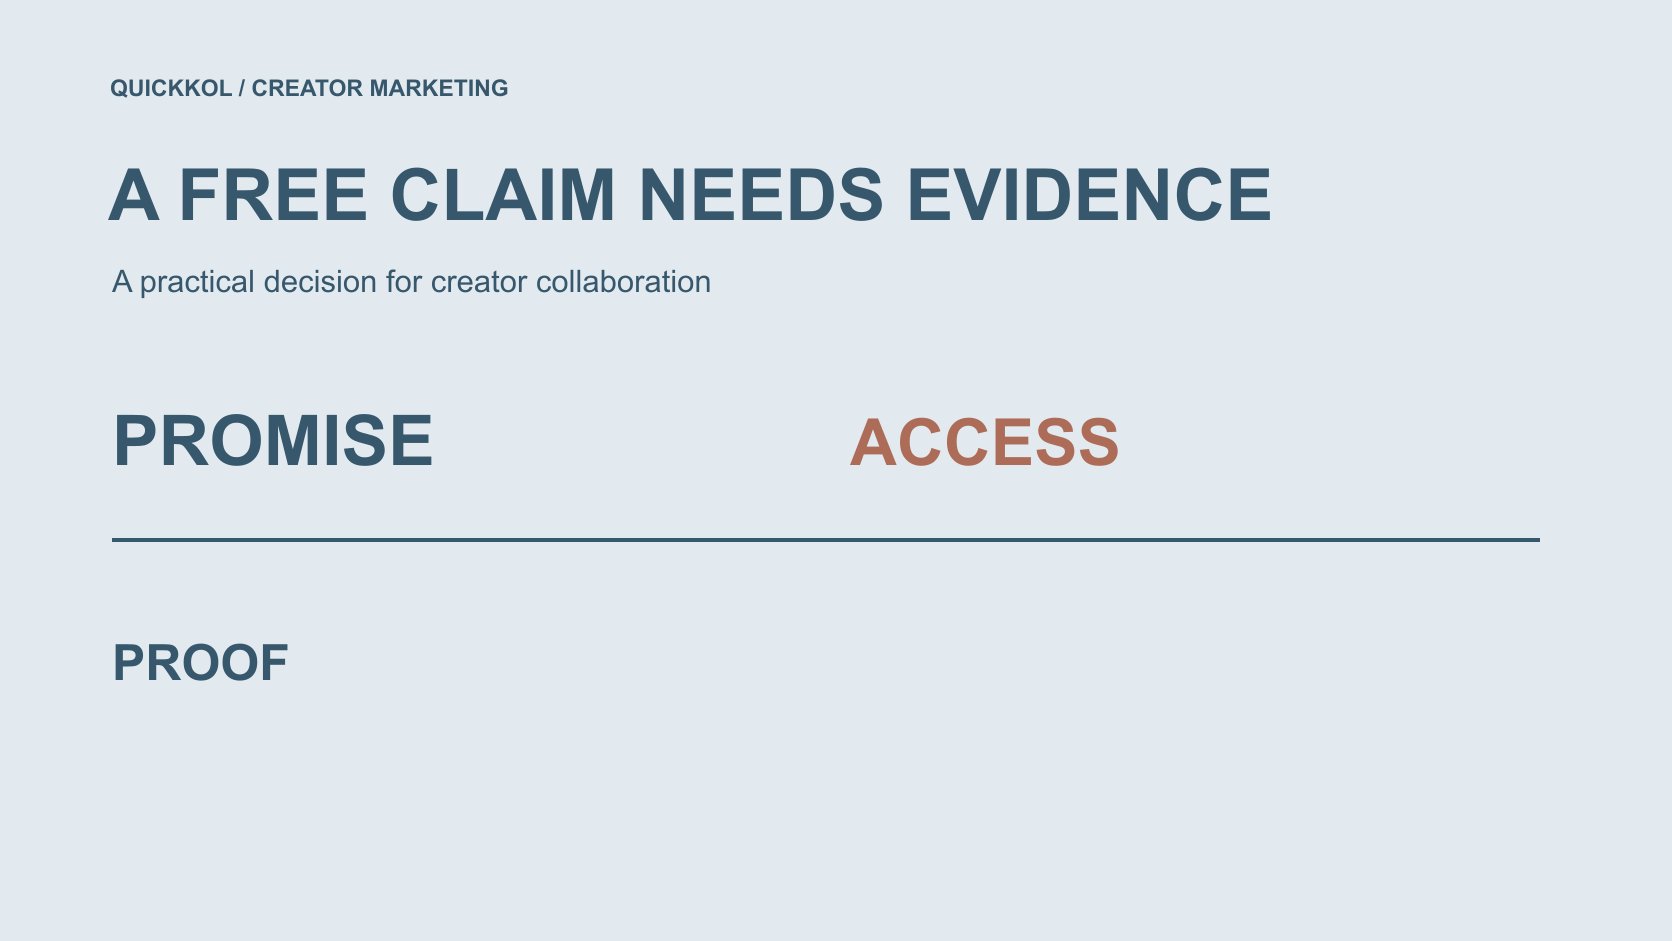 QUICKKOL / CREATOR MARKETING
A FREE CLAIM NEEDS EVIDENCE
A practical decision for creator collaboration
PROMISE
ACCESS
PROOF